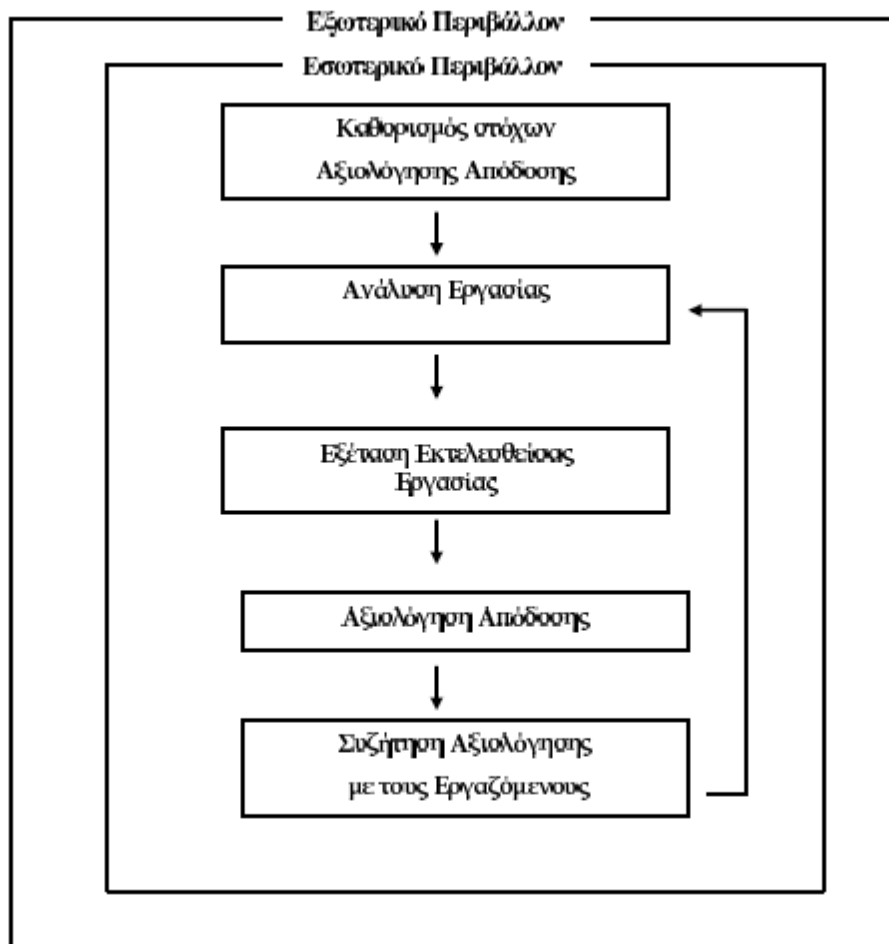 Εξωτερικό Περιβάλλον
Εσωτερικό Περιβάλλον
Καθορισμός στόχων
Αξιολόγησης Απόδοσης
Ανάλυση Εργασίας
Εξέταση Εκτελεσθείσας
Εργασίας
Αξιολόγηση Απόδοσης
Συζήτηση Αξιολόγησης
με τους Εργαζόμενους